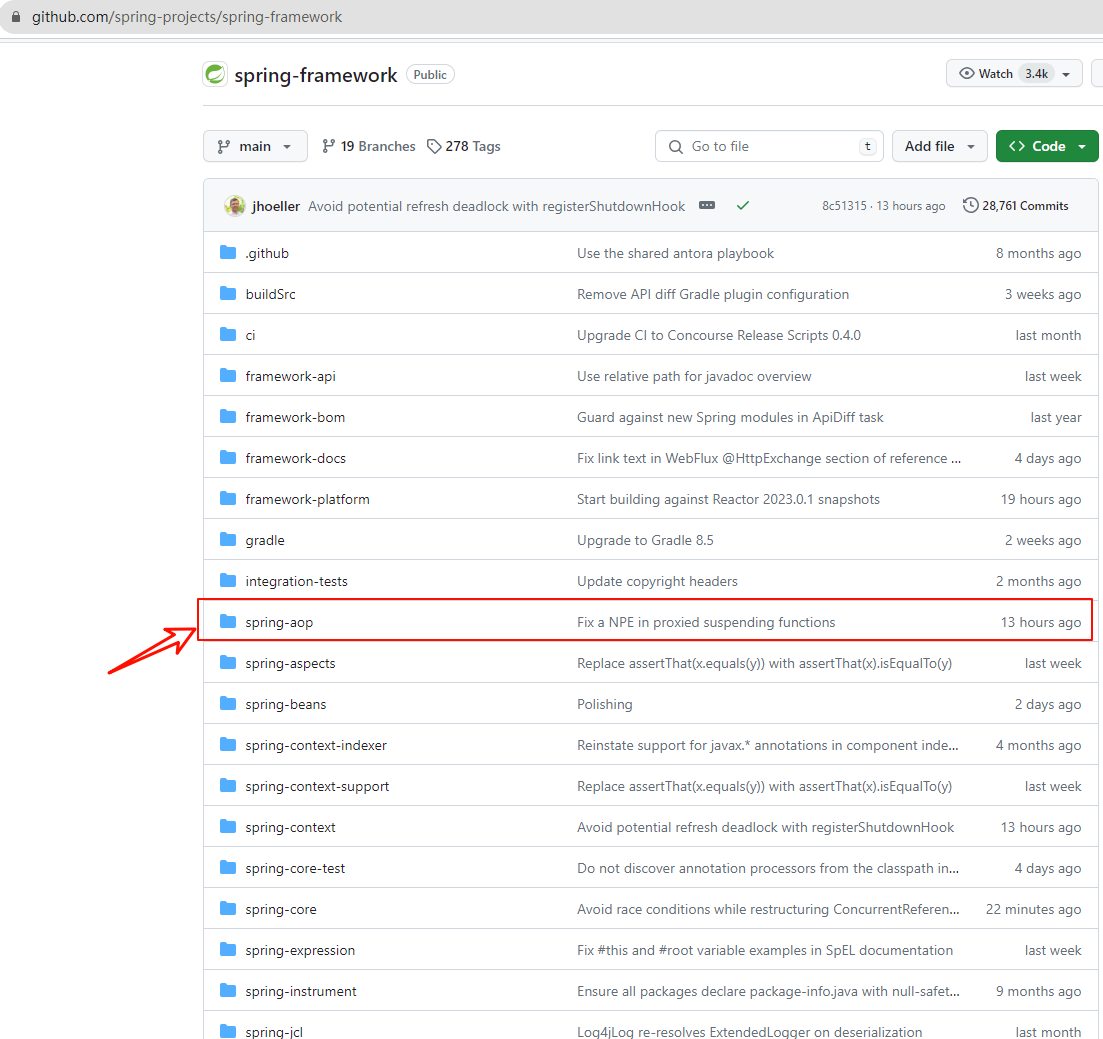 github.com/spring-projects/spring-framework
spring-framework Public Watch 3.4k
main 19 Branches 278 Tags Go to file t Add file Code
jhoeller Avoid potential refresh deadlock with registerShutdownHook 8c51315 · 13 hours ago 28,761 Commits
.github Use the shared antora playbook 8 months ago
buildSrc Remove API diff Gradle plugin configuration 3 weeks ago
ci Upgrade CI to Concourse Release Scripts 0.4.0 last month
framework-api Use relative path for javadoc overview last week
framework-bom Guard against new Spring modules in ApiDiff task last year
framework-docs Fix link text in WebFlux @HttpExchange section of reference ... 4 days ago
framework-platform Start building against Reactor 2023.0.1 snapshots 19 hours ago
gradle Upgrade to Gradle 8.5 2 weeks ago
integration-tests Update copyright headers 2 months ago
spring-aop Fix a NPE in proxied suspending functions 13 hours ago
spring-aspects Replace assertThat(x.equals(y)) with assertThat(x).isEqualTo(y) last week
spring-beans Polishing 2 days ago
spring-context-indexer Reinstate support for javax.* annotations in component inde... 4 months ago
spring-context-support Replace assertThat(x.equals(y)) with assertThat(x).isEqualTo(y) last week
spring-context Avoid potential refresh deadlock with registerShutdownHook 13 hours ago
spring-core-test Do not discover annotation processors from the classpath in... 4 days ago
spring-core Avoid race conditions while restructuring ConcurrentReferen... 22 minutes ago
spring-expression Fix #this and #root variable examples in SpEL documentation last week
spring-instrument Ensure all packages declare package-info.java with null-safet... 9 months ago
spring-jcl Log4jLog re-resolves ExtendedLogger on deserialization last month